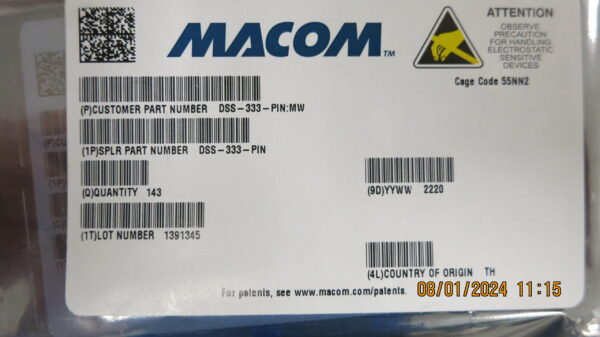 MACOM™
ATTENTION
OBSERVE
PRECAUTION
FOR HANDLING
ELECTROSTATIC
SENSITIVE
DEVICES
Cage Code 55NN2
(P)CUSTOMER PART NUMBER DSS-333-PIN:MW
(1P)SPLR PART NUMBER DSS-333-PIN
(Q)QUANTITY 143
(9D)YYWW 2220
(1T)LOT NUMBER 1391345
(4L)COUNTRY OF ORIGIN TH
For patents, see www.macom.com/patents.
08/01/2024 11:15